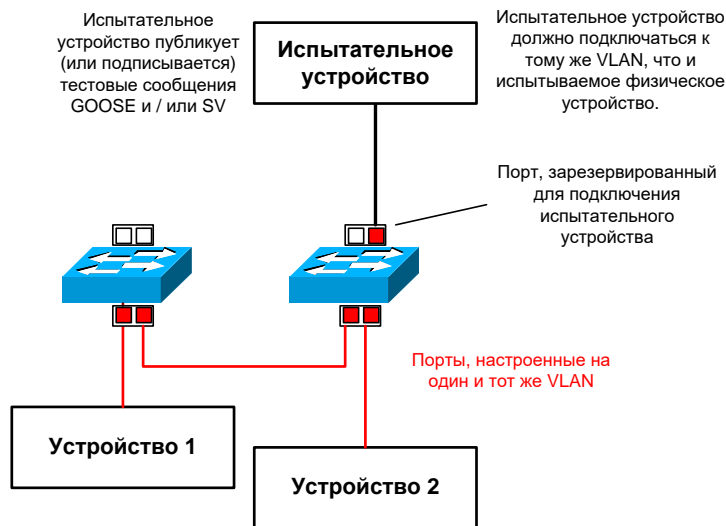 Испытательное
устройство публикует
(или подписывается)
тестовые сообщения
GOOSE и / или SV
Испытательное
устройство
Испытательное устройство
должно подключаться к
тому же VLAN, что и
испытываемое физическое
устройство.
Порт, зарезервированный
для подключения
испытательного
устройства
Порты, настроенные на
один и тот же VLAN
Устройство 1
Устройство 2